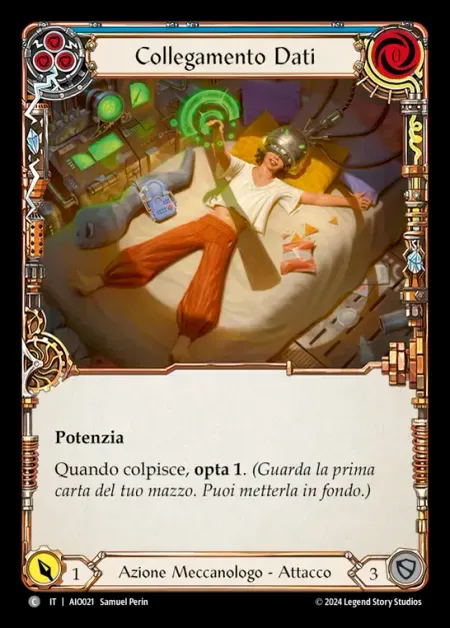 Collegamento Dati
0
Potenzia
Quando colpisce, opta 1. (Guarda la prima
carta del tuo mazzo. Puoi metterla in fondo.)
1
Azione Meccanologo - Attacco
3
C IT | AIO021 Samuel Perin
© 2024 Legend Story Studios